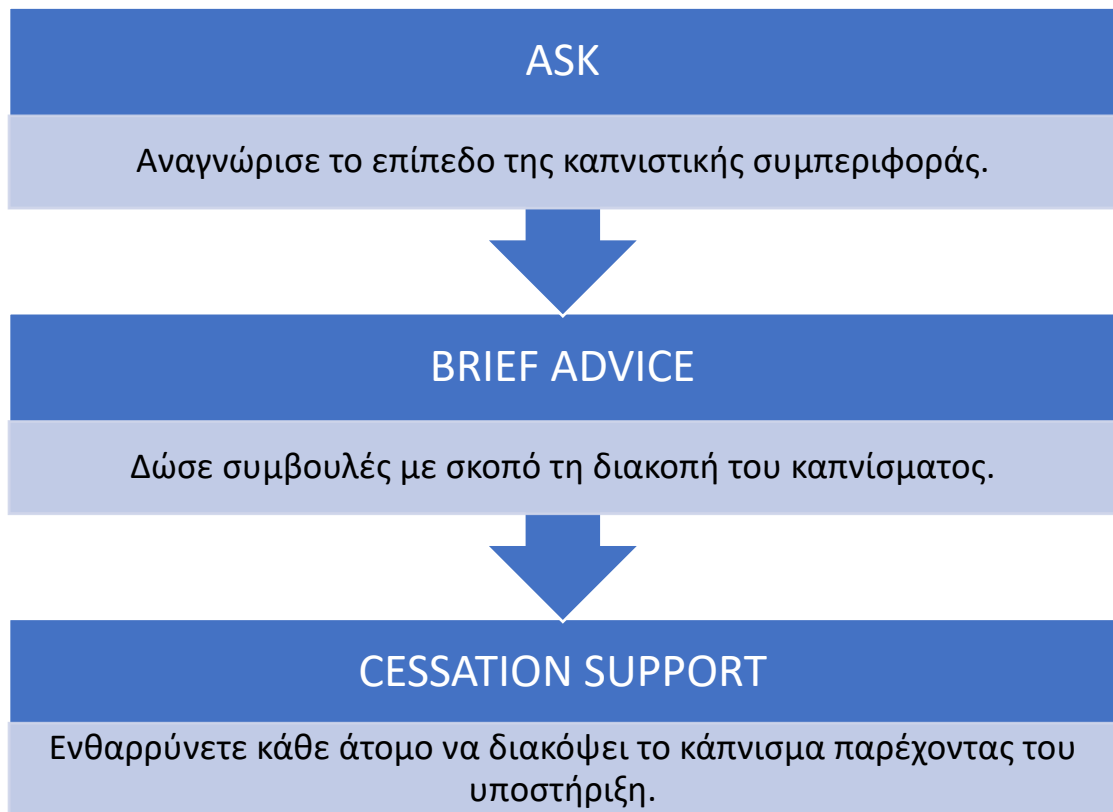 ASK
Αναγνώρισε το επίπεδο της καπνιστικής συμπεριφοράς.
BRIEF ADVICE
Δώσε συμβουλές με σκοπό τη διακοπή του καπνίσματος.
CESSATION SUPPORT
Ενθαρρύνετε κάθε άτομο να διακόψει το κάπνισμα παρέχοντας του
υποστήριξη.